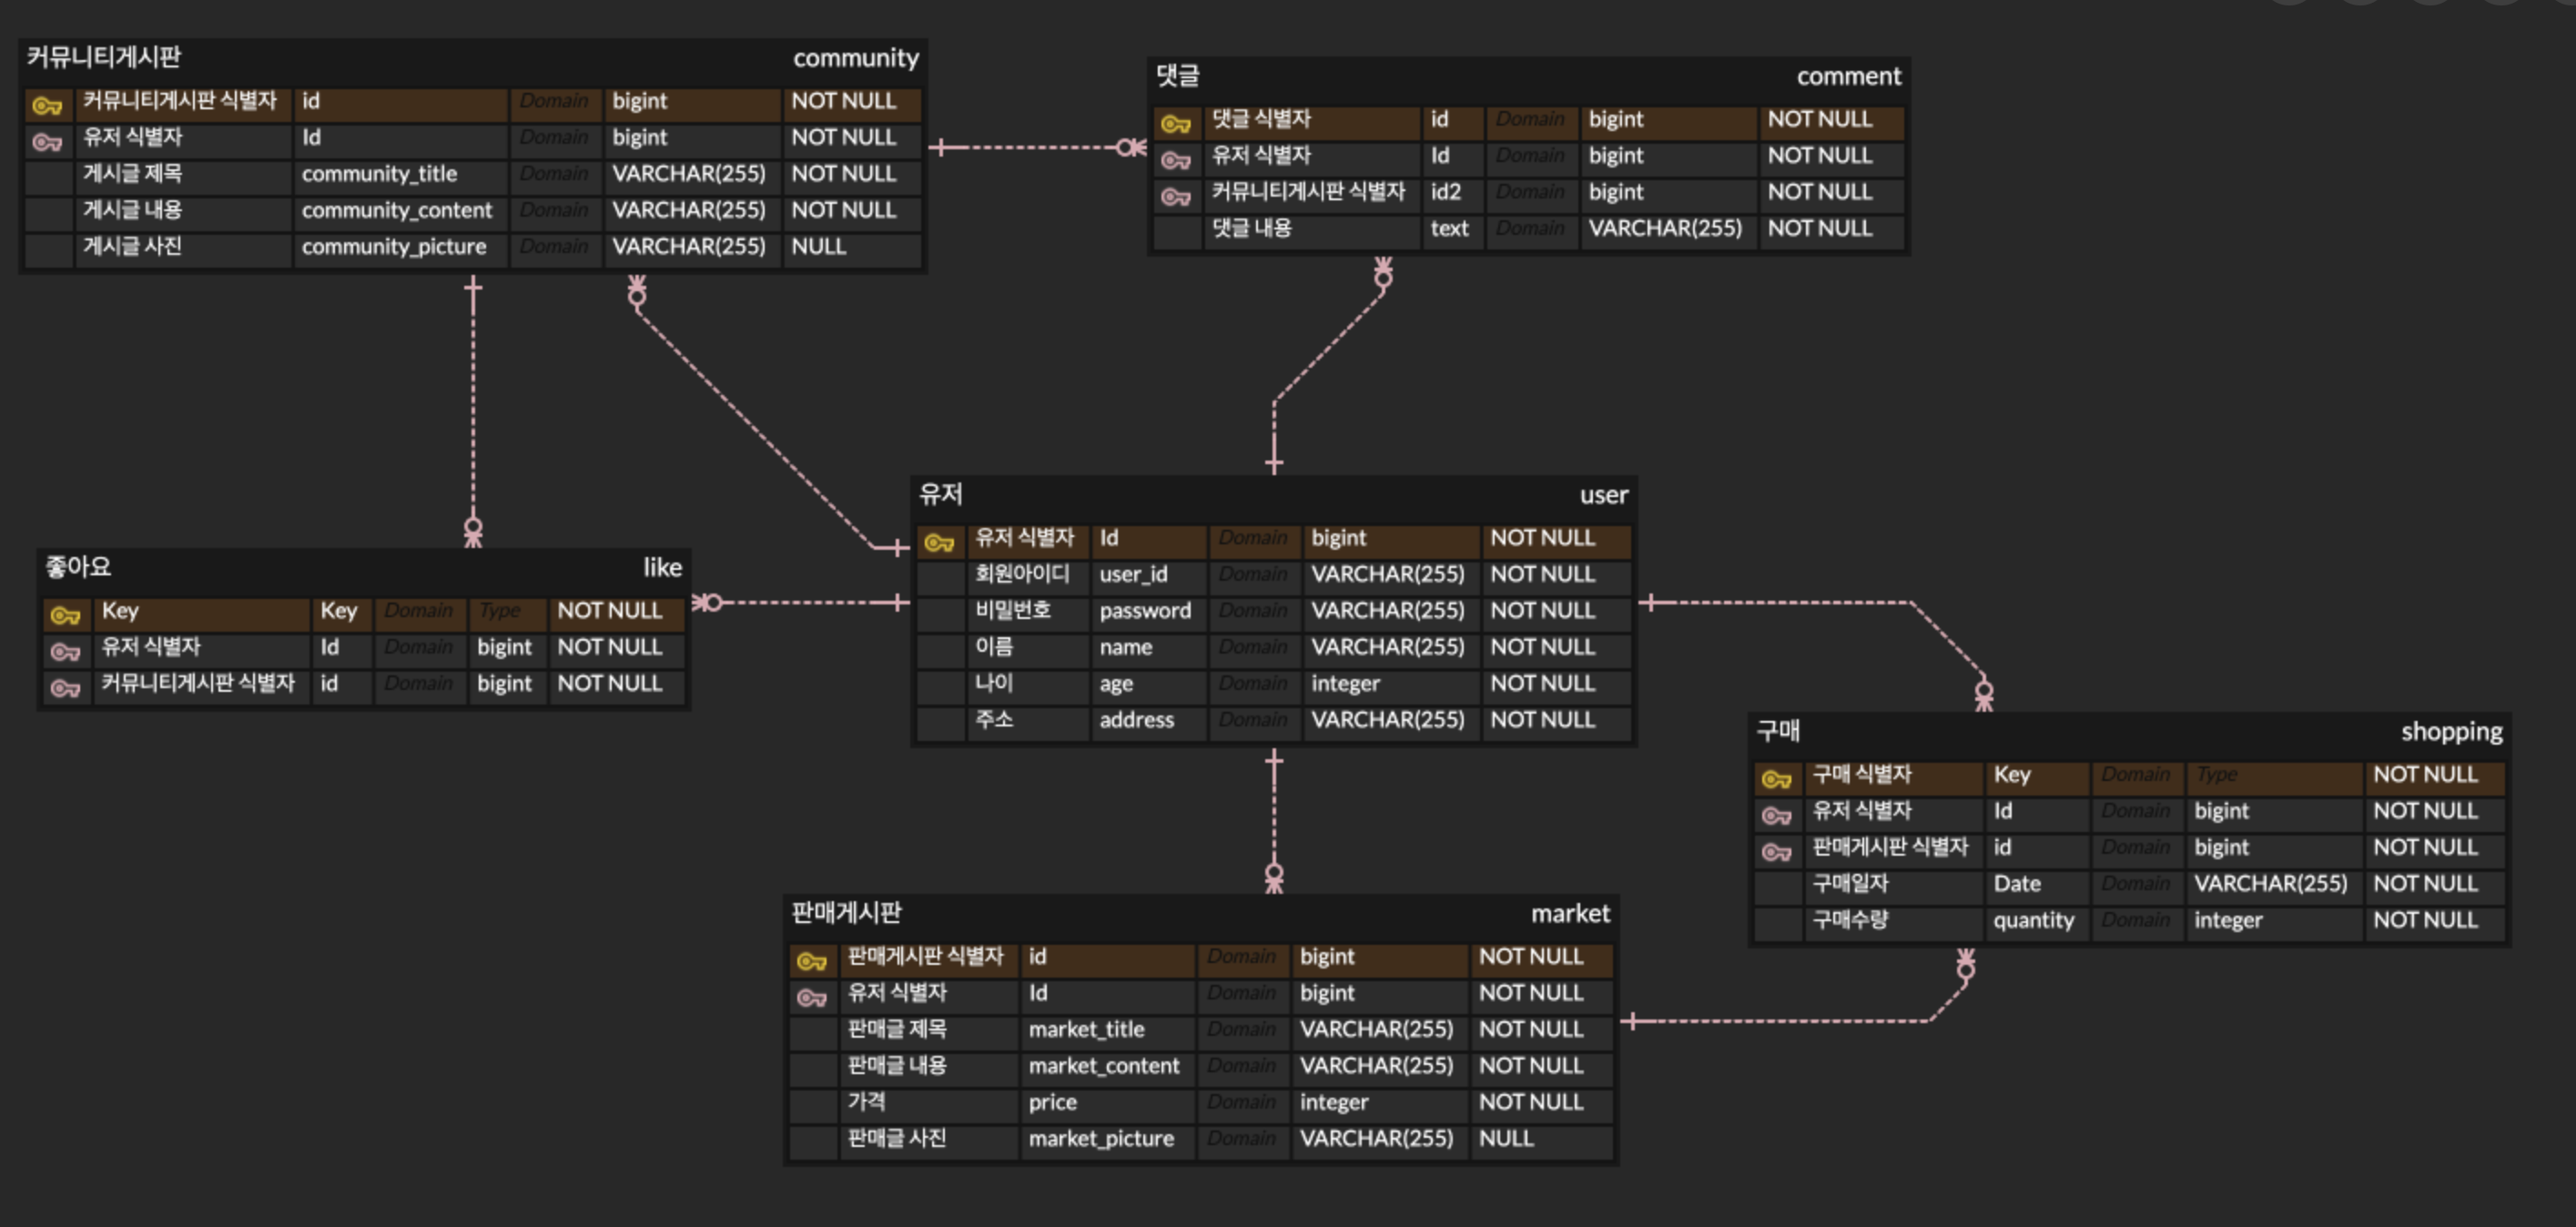 커뮤니티게시판 community
커뮤니티게시판 식별자 id Domain bigint NOT NULL
유저 식별자 Id Domain bigint NOT NULL
게시글 제목 community_title Domain VARCHAR(255) NOT NULL
게시글 내용 community_content Domain VARCHAR(255) NOT NULL
게시글 사진 community_picture Domain VARCHAR(255) NULL
댓글 comment
댓글 식별자 id Domain bigint NOT NULL
유저 식별자 Id Domain bigint NOT NULL
커뮤니티게시판 식별자 id2 Domain bigint NOT NULL
댓글 내용 text Domain VARCHAR(255) NOT NULL
유저 user
유저 식별자 Id Domain bigint NOT NULL
회원아이디 user_id Domain VARCHAR(255) NOT NULL
비밀번호 password Domain VARCHAR(255) NOT NULL
이름 name Domain VARCHAR(255) NOT NULL
나이 age Domain integer NOT NULL
주소 address Domain VARCHAR(255) NOT NULL
좋아요 like
Key Key Domain Type NOT NULL
유저 식별자 Id Domain bigint NOT NULL
커뮤니티게시판 식별자 id Domain bigint NOT NULL
구매 shopping
구매 식별자 Key Domain Type NOT NULL
유저 식별자 Id Domain bigint NOT NULL
판매게시판 식별자 id Domain bigint NOT NULL
구매일자 Date Domain VARCHAR(255) NOT NULL
구매수량 quantity Domain integer NOT NULL
판매게시판 market
판매게시판 식별자 id Domain bigint NOT NULL
유저 식별자 Id Domain bigint NOT NULL
판매글 제목 market_title Domain VARCHAR(255) NOT NULL
판매글 내용 market_content Domain VARCHAR(255) NOT NULL
가격 price Domain integer NOT NULL
판매글 사진 market_picture Domain VARCHAR(255) NULL